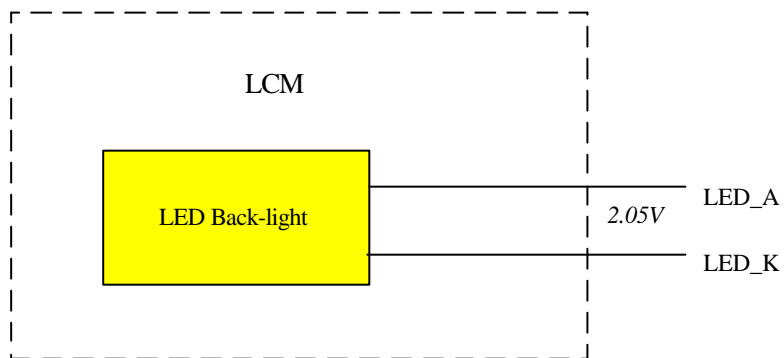 LCM
LED Back-light
LED_A
2.05V
LED_K